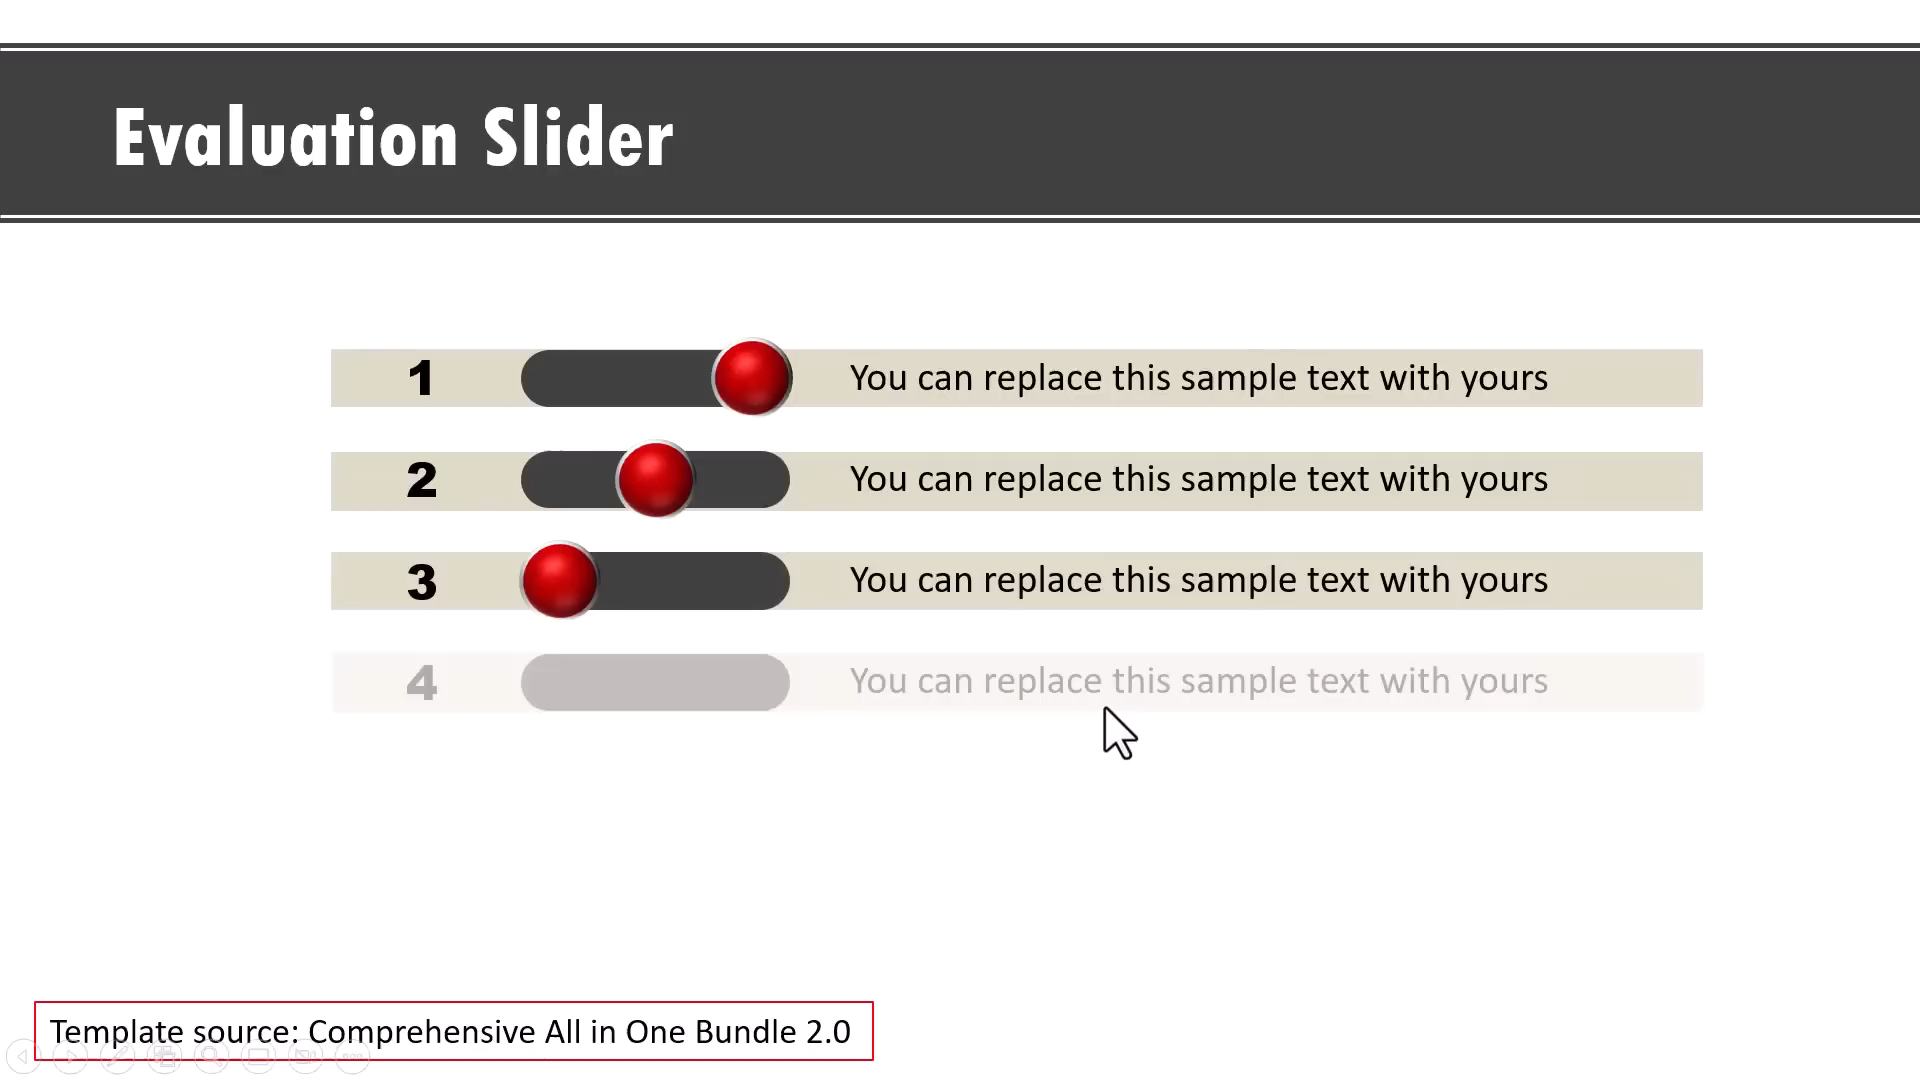 Evaluation Slider
1 You can replace this sample text with yours
2 You can replace this sample text with yours
3 You can replace this sample text with yours
4 You can replace this sample text with yours
Template source: Comprehensive All in One Bundle 2.0